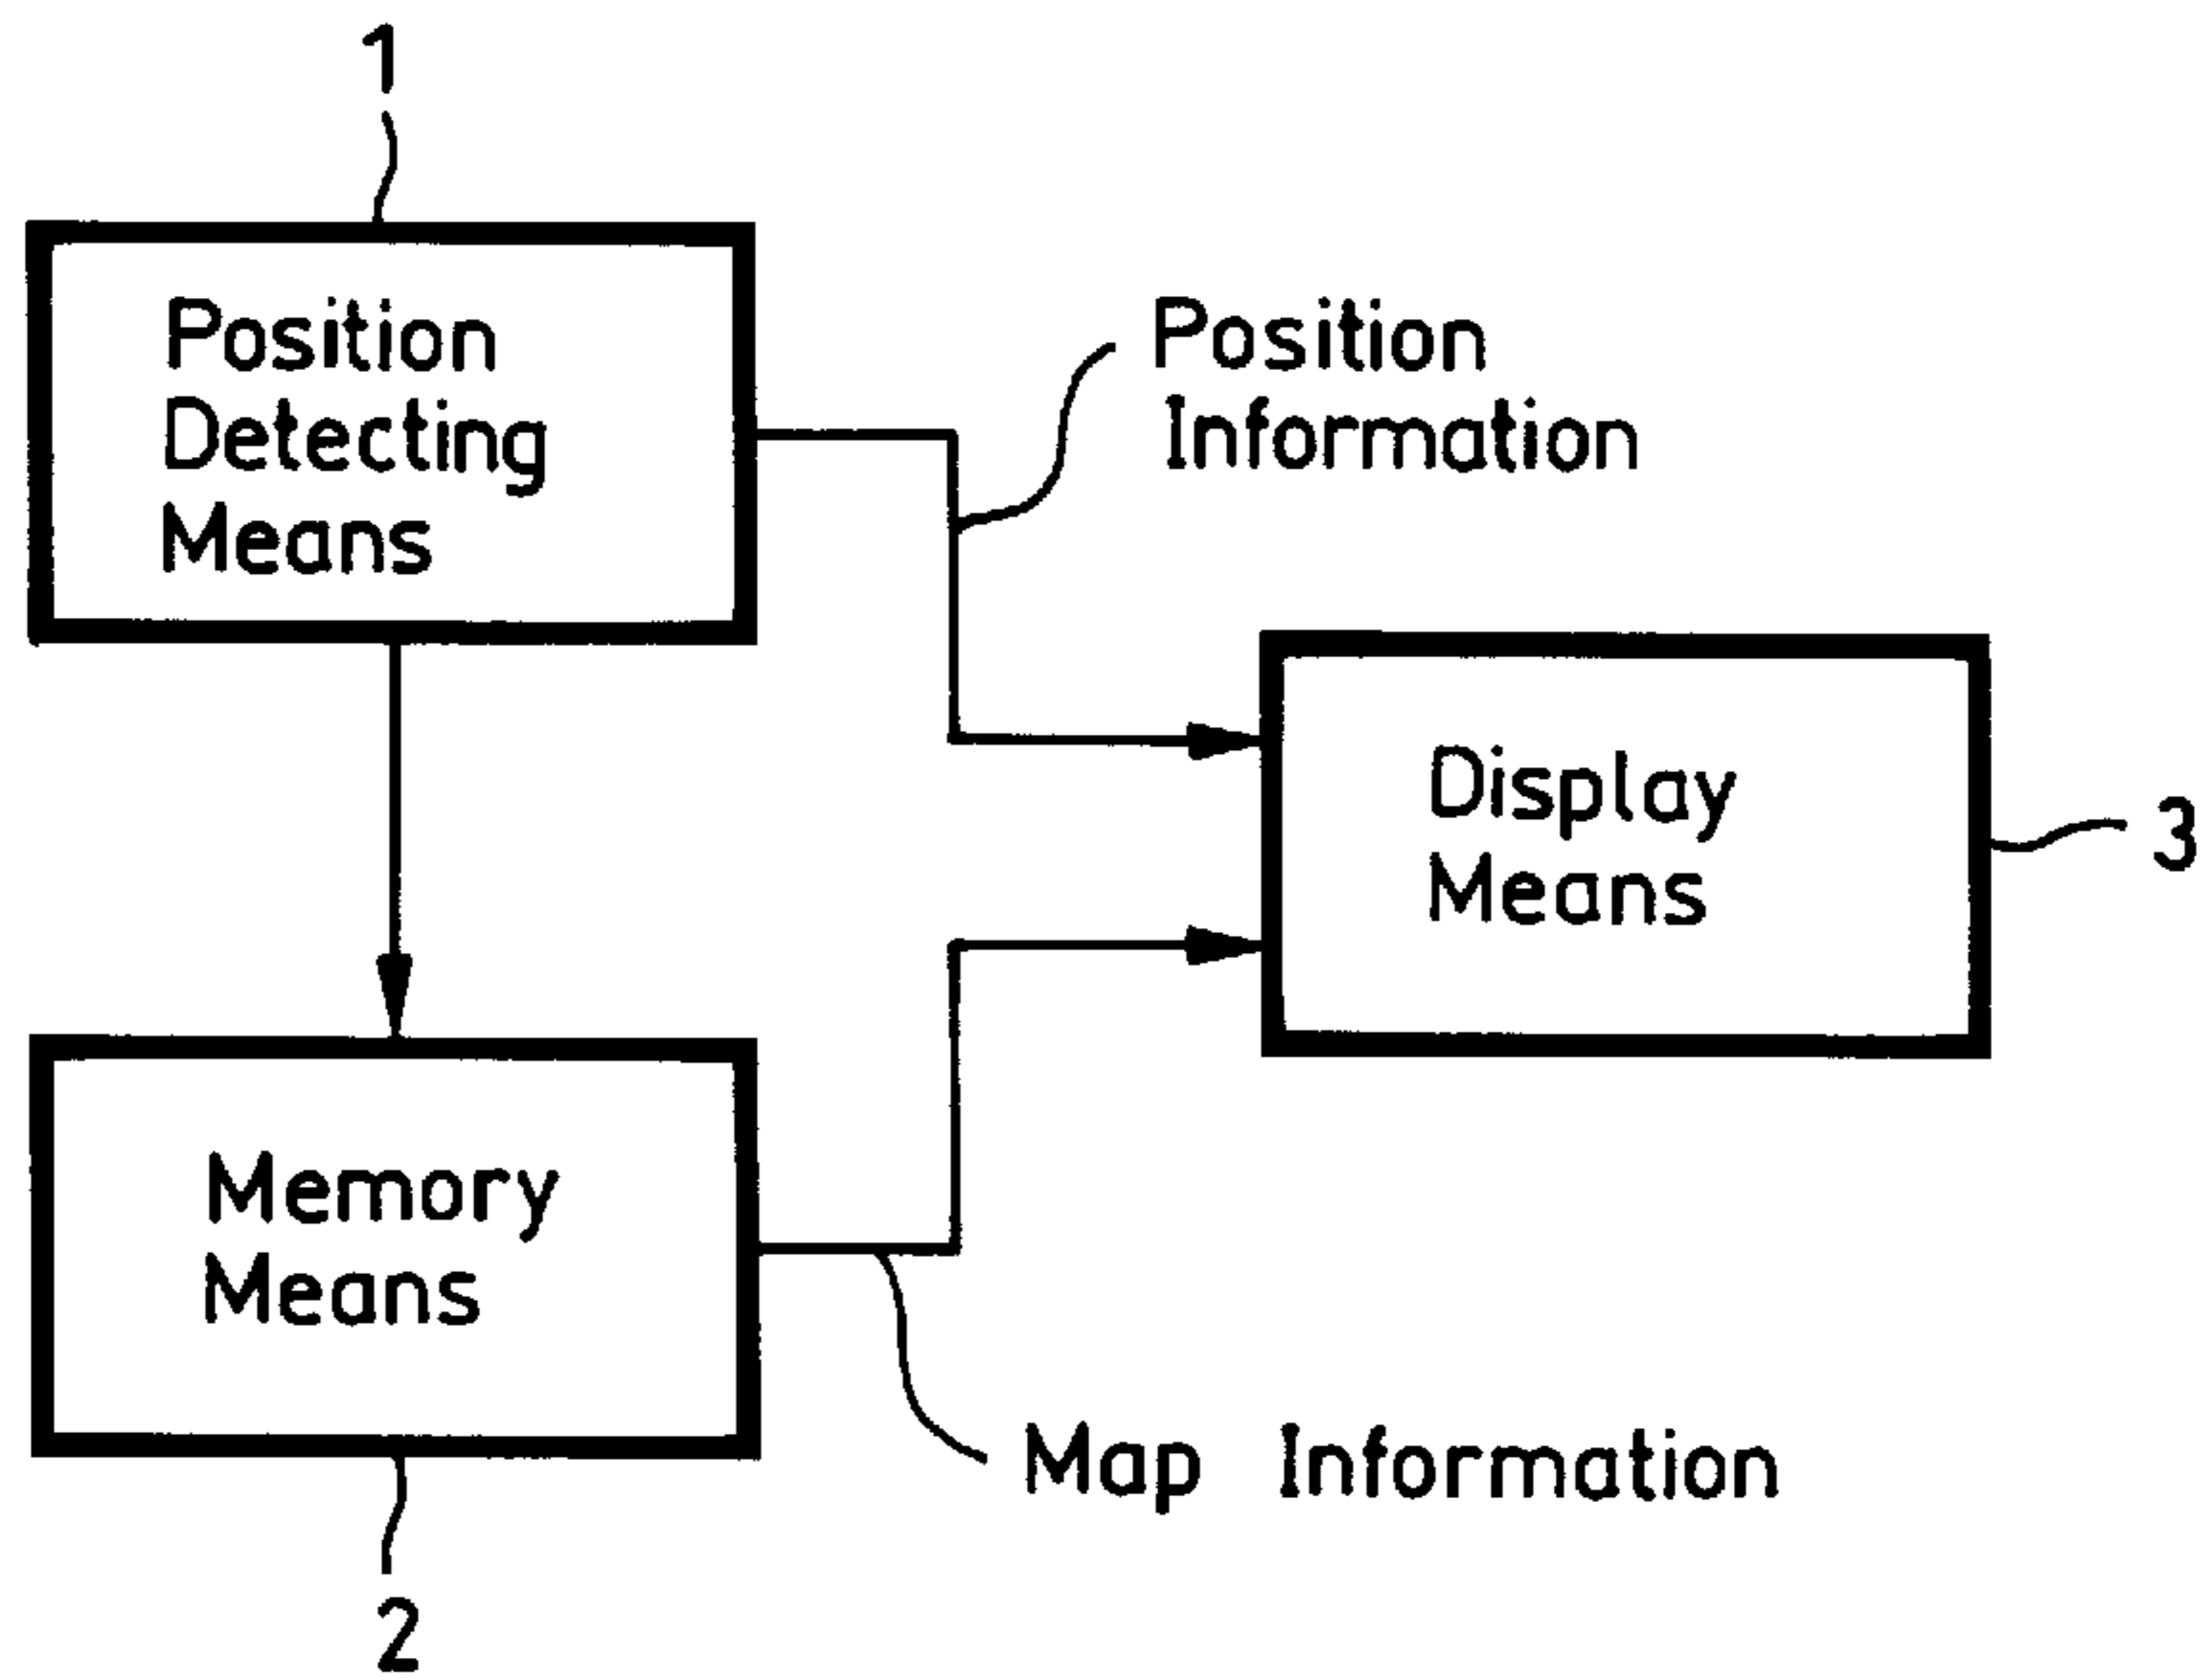 1
Position
Detecting
Means
Position
Information
Display
Means
3
Memory
Means
Map Information
2